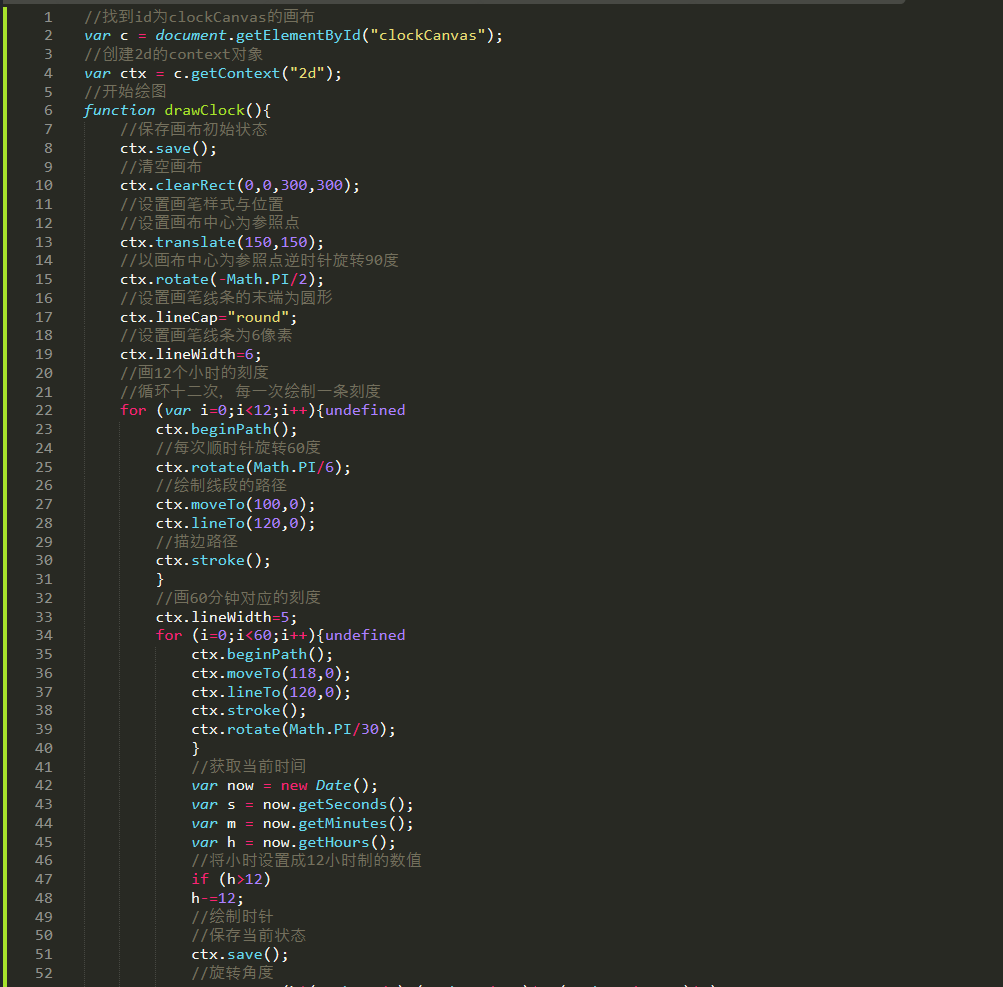 1 //找到id为clockCanvas的画布
2 var c = document.getElementById("clockCanvas");
3 //创建2d的context对象
4 var ctx = c.getContext("2d");
5 //开始绘图
6 function drawClock(){
7 //保存画布初始状态
8 ctx.save();
9 //清空画布
10 ctx.clearRect(0,0,300,300);
11 //设置画笔样式与位置
12 //设置画布中心为参照点
13 ctx.translate(150,150);
14 //以画布中心为参照点逆时针旋转90度
15 ctx.rotate(-Math.PI/2);
16 //设置画笔线条的末端为圆形
17 ctx.lineCap="round";
18 //设置画笔线条为6像素
19 ctx.lineWidth=6;
20 //画12个小时的刻度
21 //循环十二次，每一次绘制一条刻度
22 for (var i=0;i<12;i++){undefined
23 ctx.beginPath();
24 //每次顺时针旋转60度
25 ctx.rotate(Math.PI/6);
26 //绘制线段的路径
27 ctx.moveTo(100,0);
28 ctx.lineTo(120,0);
29 //描边路径
30 ctx.stroke();
31 }
32 //画60分钟对应的刻度
33 ctx.lineWidth=5;
34 for (i=0;i<60;i++){undefined
35 ctx.beginPath();
36 ctx.moveTo(118,0);
37 ctx.lineTo(120,0);
38 ctx.stroke();
39 ctx.rotate(Math.PI/30);
40 }
41 //获取当前时间
42 var now = new Date();
43 var s = now.getSeconds();
44 var m = now.getMinutes();
45 var h = now.getHours();
46 //将小时设置成12小时制的数值
47 if (h>12)
48 h-=12;
49 //绘制时针
50 //保存当前状态
51 ctx.save();
52 //旋转角度